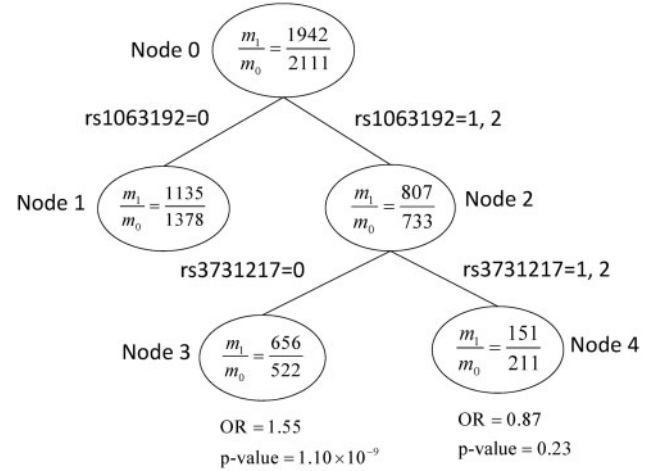 Node 0 m₁/m₀ = 1942/2111
rs1063192=0 rs1063192=1, 2
Node 1 m₁/m₀ = 1135/1378 m₁/m₀ = 807/733 Node 2
rs3731217=0 rs3731217=1, 2
Node 3 m₁/m₀ = 656/522 m₁/m₀ = 151/211 Node 4
OR = 1.55 OR = 0.87
p-value = 1.10×10⁻⁹ p-value = 0.23